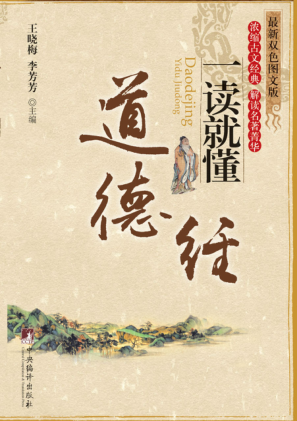 最新双色图文版
浓缩古文经典 解读名著菁华
一读就懂
Daodejing
Yidu Jiudong
道德经
王晓梅 李芳芳 ◎主编
中央编译出版社